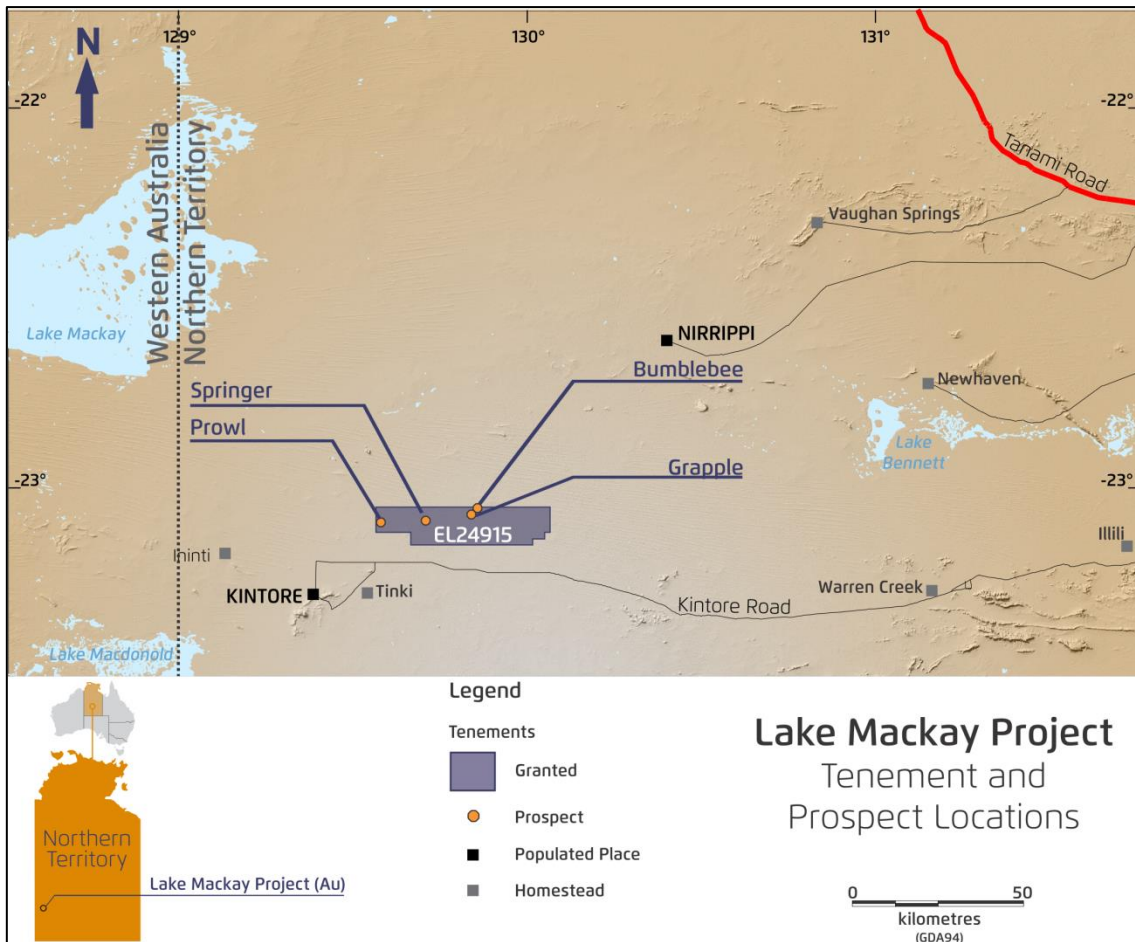 129°
130°
131°
N
-22°
-22°
Western Australia
Northern Territory
Tanami Road
Vaughan Springs
Lake Mackay
NIRRIPPI
Bumblebee
Newhaven
Springer
Prowl
Lake
Bennett
Grapple
-23°
-23°
EL24915
Ininti
Illili
KINTORE
Tinki
Warren Creek
Kintore Road
Lake Macdonold
Legend
Tenements
Granted
Prospect
Populated Place
Homestead
Lake Mackay Project
Tenement and
Prospect Locations
Northern
Territory
Lake Mackay Project (Au)
0
50
kilometres
(GDA94)